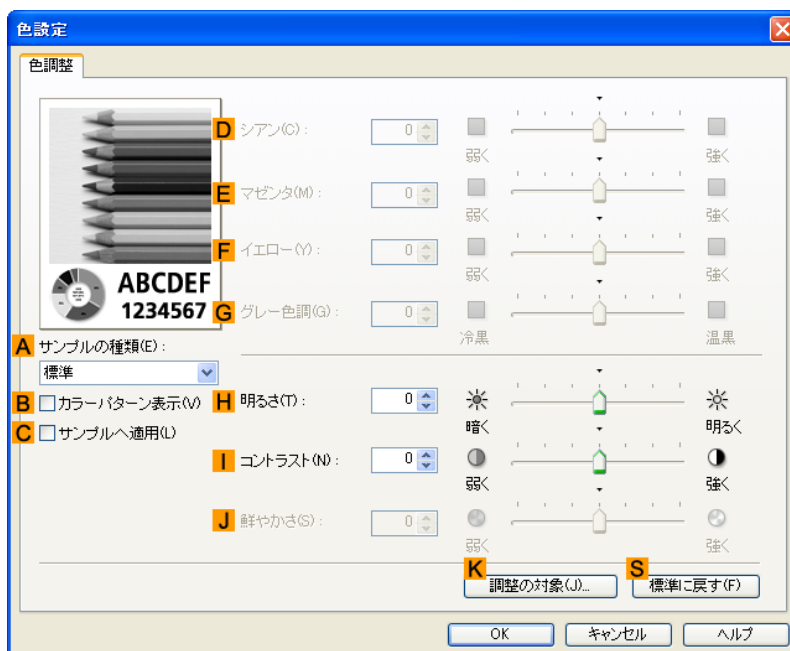 色設定
色調整
ABCDEF
1234567
A サンプルの種類(E):
標準
B カラーパターン表示(V)
C サンプルへ適用(L)
D シアン(C): 0 弱く 強く
E マゼンタ(M): 0 弱く 強く
F イエロー(Y): 0 弱く 強く
G グレー色調(G): 0 冷黒 温黒
H 明るさ(T): 0 暗く 明るく
I コントラスト(N): 0 弱く 強く
J 鮮やかさ(S): 0 弱く 強く
K 調整の対象(J)... S 標準に戻す(F)
OK キャンセル ヘルプ